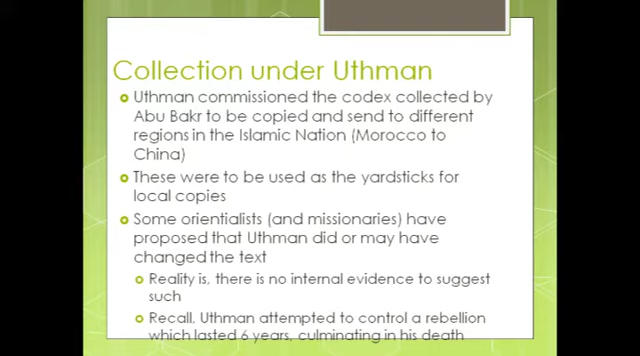 Collection under Uthman
Uthman commissioned the codex collected by
Abu Bakr to be copied and send to different
regions in the Islamic Nation (Morocco to
China)
These were to be used as the yardsticks for
local copies
Some orientalists (and missionaries) have
proposed that Uthman did or may have
changed the text
Reality is, there is no internal evidence to suggest
such
Recall, Uthman attempted to control a rebellion
which lasted 6 years, culminating in his death